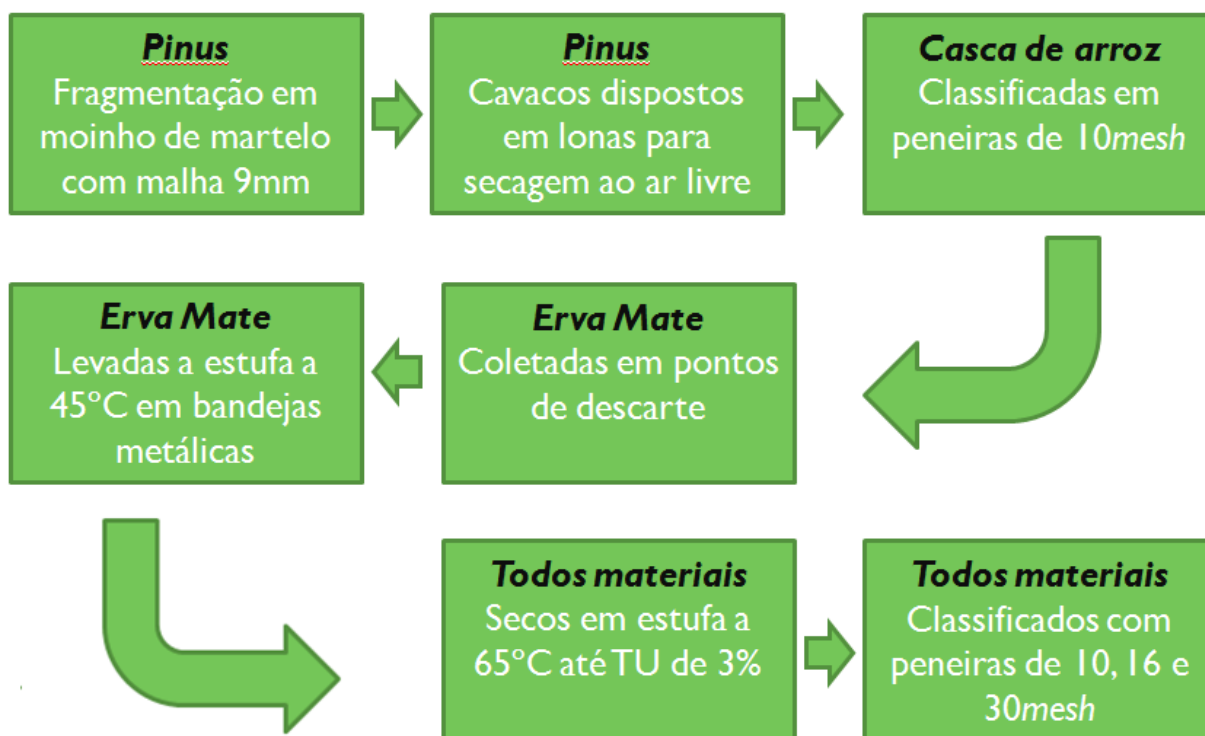 Pinus
Fragmentação em
moinho de martelo
com malha 9mm
Pinus
Cavacos dispostos
em lonas para
secagem ao ar livre
Casca de arroz
Classificadas em
peneiras de 10mesh
Erva Mate
Coletadas em pontos
de descarte
Erva Mate
Levadas a estufa a
45°C em bandejas
metálicas
Todos materiais
Secos em estufa a
65°C até TU de 3%
Todos materiais
Classificados com
peneiras de 10, 16 e
30mesh